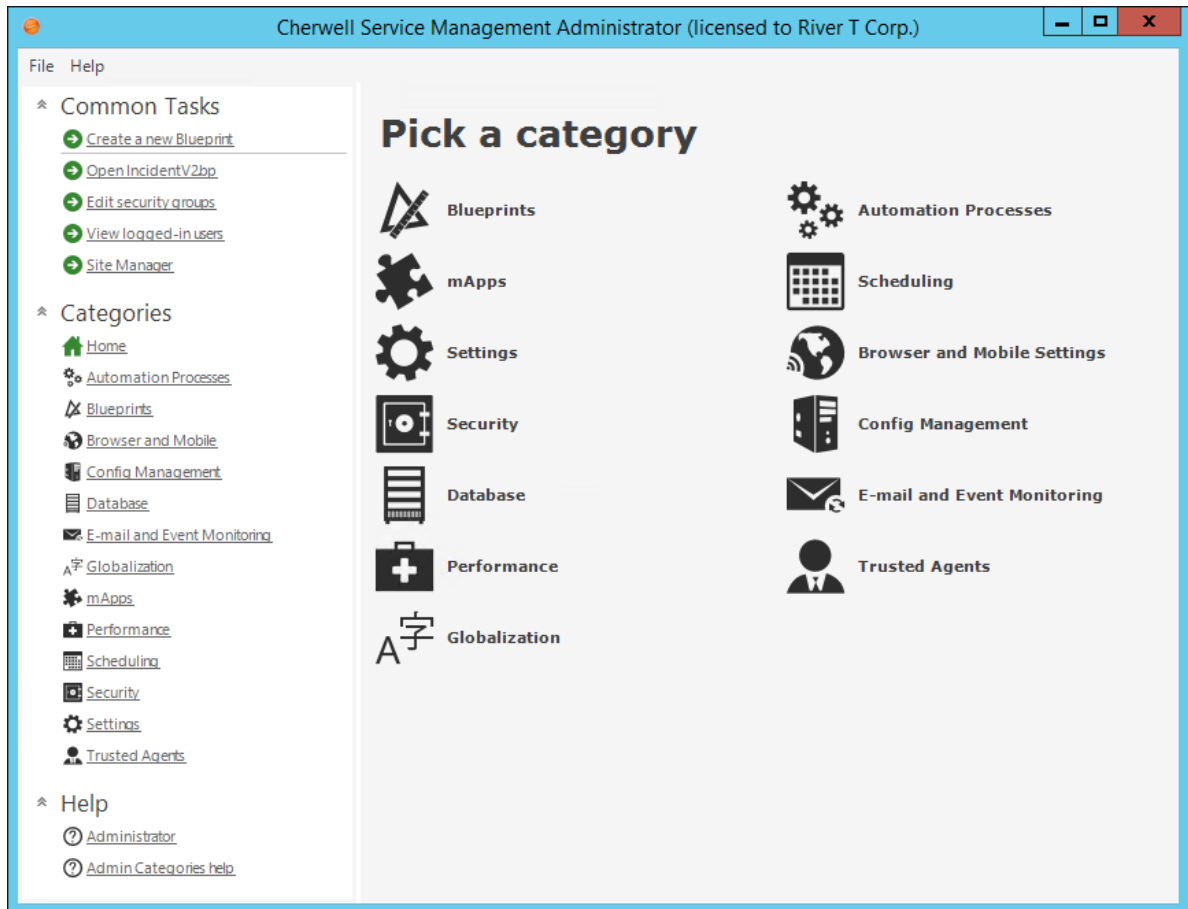 Cherwell Service Management Administrator (licensed to River T Corp.)
File Help
Common Tasks
Create a new Blueprint
Open IncidentV2.bp
Edit security groups
View logged-in users
Site Manager
Categories
Home
Automation Processes
Blueprints
Browser and Mobile
Config Management
Database
E-mail and Event Monitoring
A字 Globalization
mApps
Performance
Scheduling
Security
Settings
Trusted Agents
Help
Administrator
Admin Categories help
Pick a category
Blueprints
Automation Processes
mApps
Scheduling
Settings
Browser and Mobile Settings
Security
Config Management
Database
E-mail and Event Monitoring
Performance
Trusted Agents
A字 Globalization